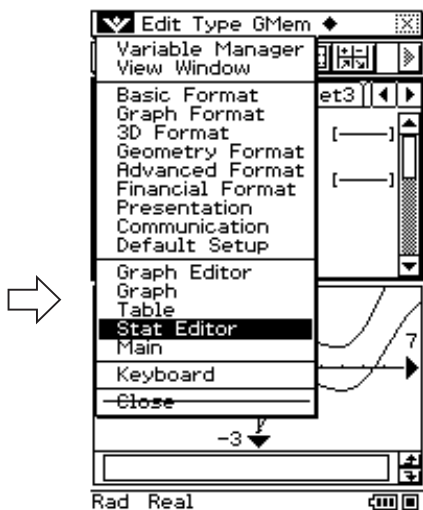 Edit Type GMem
Variable Manager
View Window
Basic Format
et3
Graph Format
3D Format
Geometry Format
Advanced Format
Financial Format
Presentation
Communication
Default Setup
Graph Editor
Graph
Table
Stat Editor
7
Main
Keyboard
Close
y
-3
Rad Real